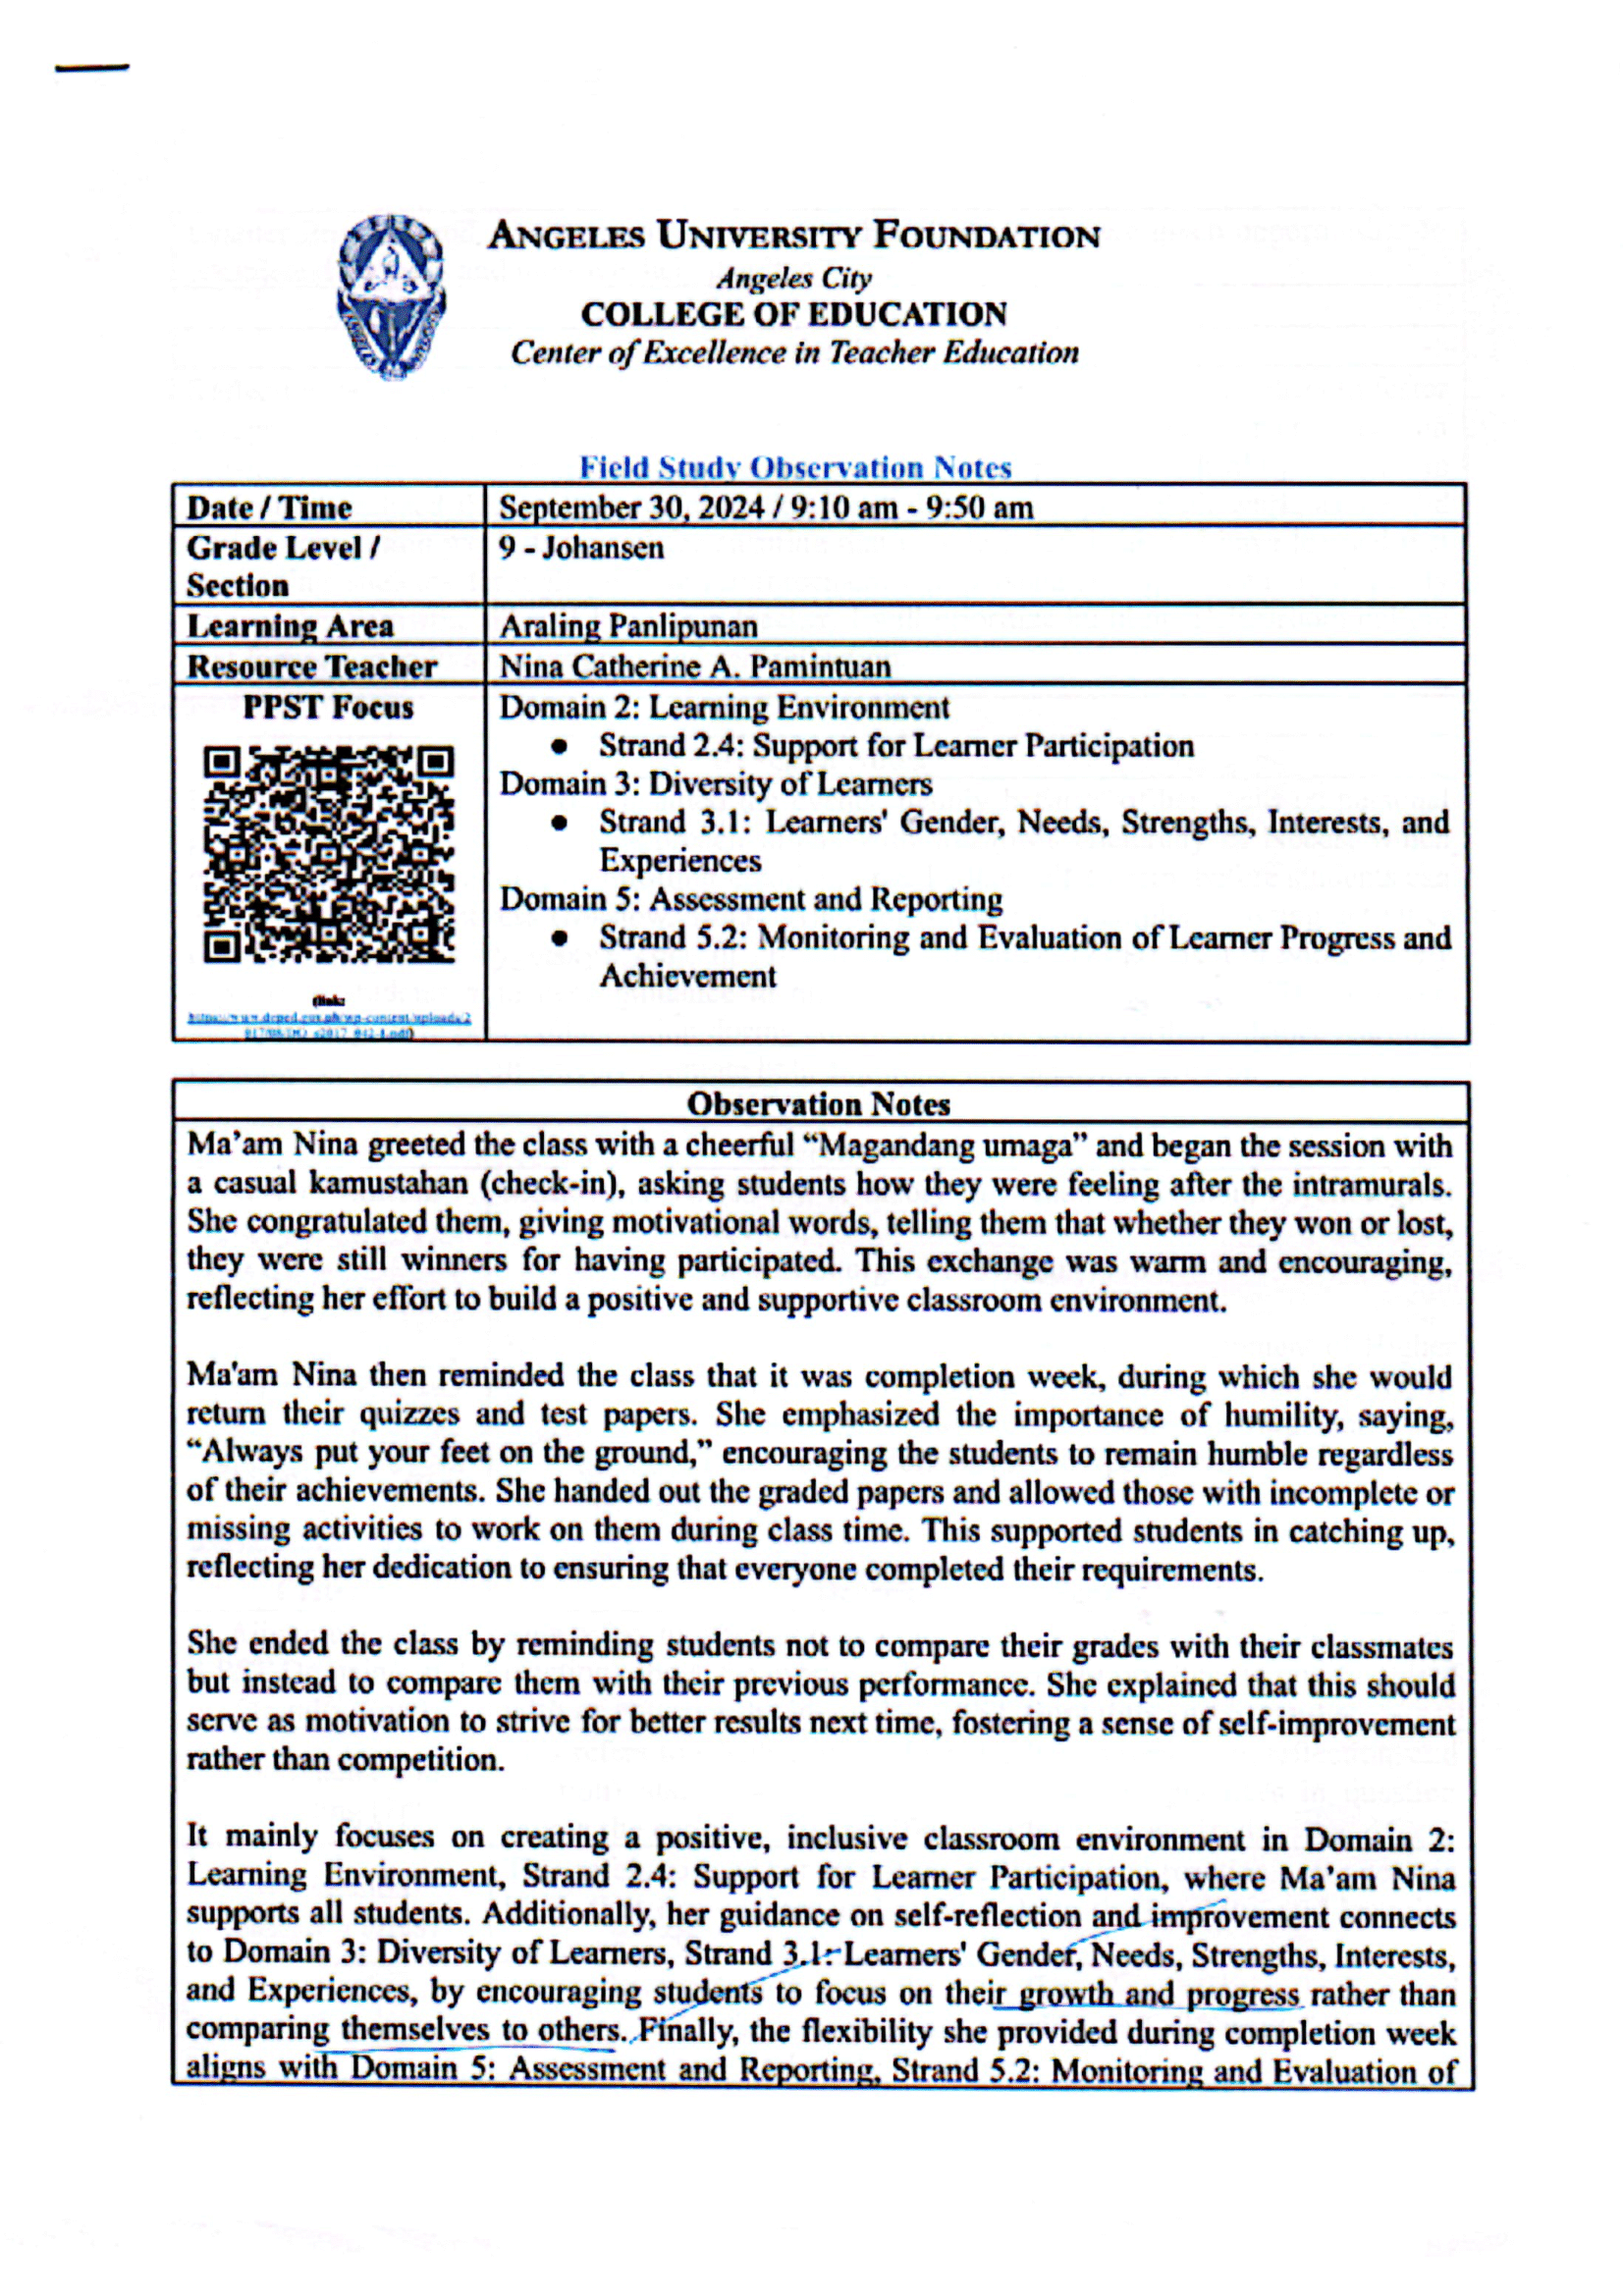 ANGELES UNIVERSITY FOUNDATION
Angeles City
COLLEGE OF EDUCATION
Center of Excellence in Teacher Education
Field Study Observation Notes
Date / Time
September 30, 2024 / 9:10 am - 9:50 am
Grade Level /
Section
9 - Johansen
Learning Area
Araling Panlipunan
Resource Teacher
Nina Catherine A. Pamintuan
PPST Focus
(link:
Domain 2: Learning Environment
● Strand 2.4: Support for Learner Participation
Domain 3: Diversity of Learners
● Strand 3.1: Learners' Gender, Needs, Strengths, Interests, and
Experiences
Domain 5: Assessment and Reporting
● Strand 5.2: Monitoring and Evaluation of Learner Progress and
Achievement
Observation Notes
Ma’am Nina greeted the class with a cheerful “Magandang umaga” and began the session with
a casual kamustahan (check-in), asking students how they were feeling after the intramurals.
She congratulated them, giving motivational words, telling them that whether they won or lost,
they were still winners for having participated. This exchange was warm and encouraging,
reflecting her effort to build a positive and supportive classroom environment.
Ma'am Nina then reminded the class that it was completion week, during which she would
return their quizzes and test papers. She emphasized the importance of humility, saying,
“Always put your feet on the ground,” encouraging the students to remain humble regardless
of their achievements. She handed out the graded papers and allowed those with incomplete or
missing activities to work on them during class time. This supported students in catching up,
reflecting her dedication to ensuring that everyone completed their requirements.
She ended the class by reminding students not to compare their grades with their classmates
but instead to compare them with their previous performance. She explained that this should
serve as motivation to strive for better results next time, fostering a sense of self-improvement
rather than competition.
It mainly focuses on creating a positive, inclusive classroom environment in Domain 2:
Learning Environment, Strand 2.4: Support for Learner Participation, where Ma’am Nina
supports all students. Additionally, her guidance on self-reflection and improvement connects
to Domain 3: Diversity of Learners, Strand 3.1: Learners' Gender, Needs, Strengths, Interests,
and Experiences, by encouraging students to focus on their growth and progress rather than
comparing themselves to others. Finally, the flexibility she provided during completion week
aligns with Domain 5: Assessment and Reporting, Strand 5.2: Monitoring and Evaluation of